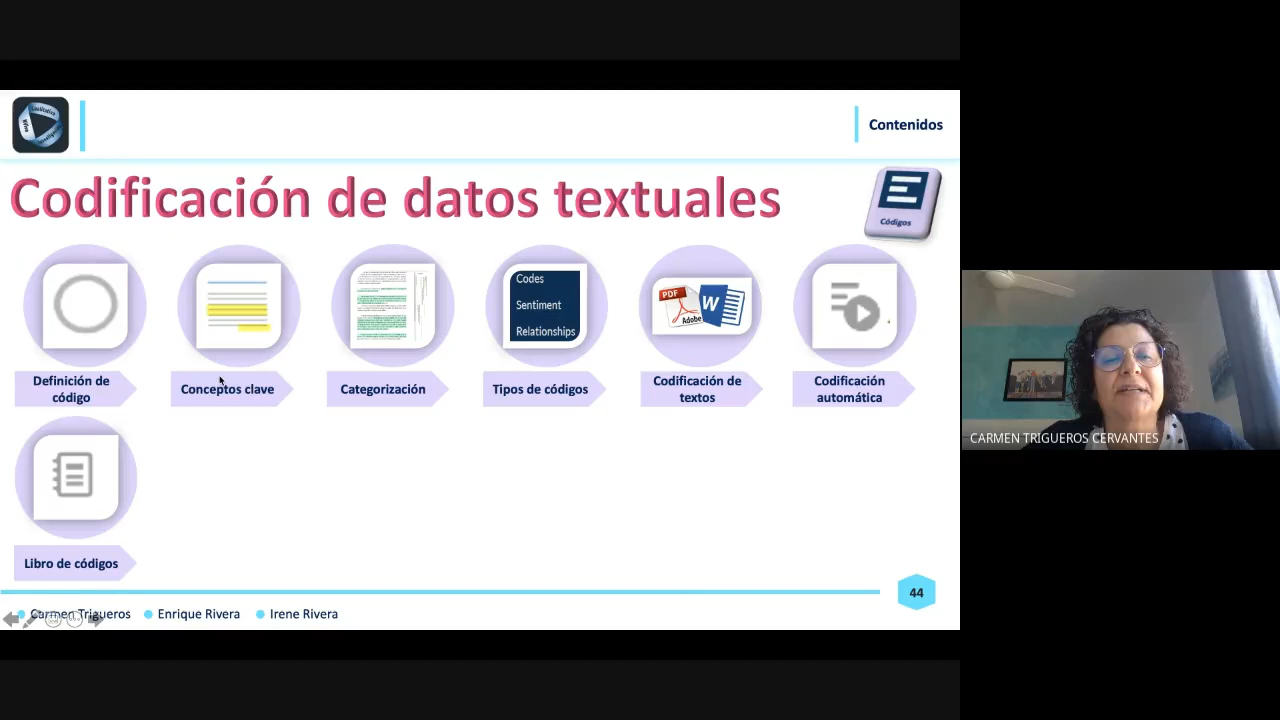 Contenidos
Codificación de datos textuales
Códigos
Codes
Sentiment
Relationships
PDF
Adobe
W
Definición de
código
Conceptos clave
Categorización
Tipos de códigos
Codificación de
textos
Codificación
automática
Libro de códigos
44
Carmen Trigueros
Enrique Rivera
Irene Rivera
CARMEN TRIGUEROS CERVANTES